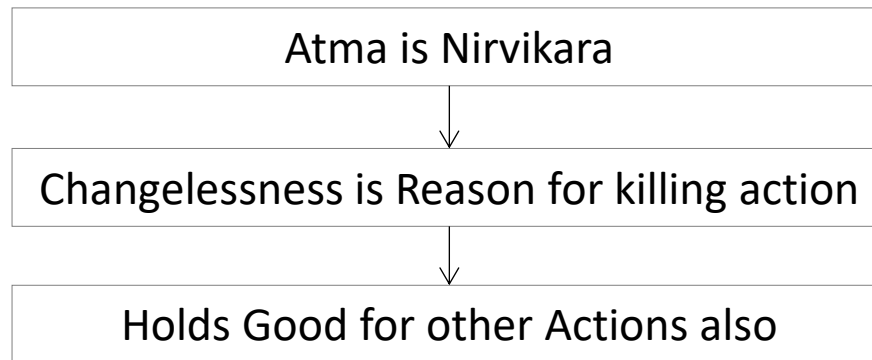 Atma is Nirvikara
Changelessness is Reason for killing action
Holds Good for other Actions also